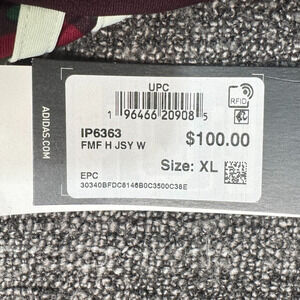 UPC
RFID
1 96466 20908 5
IP6363
FMF H JSY W
$100.00
Size: XL
EPC
30340BFDC6146B0C3500C38E
ADIDAS.COM